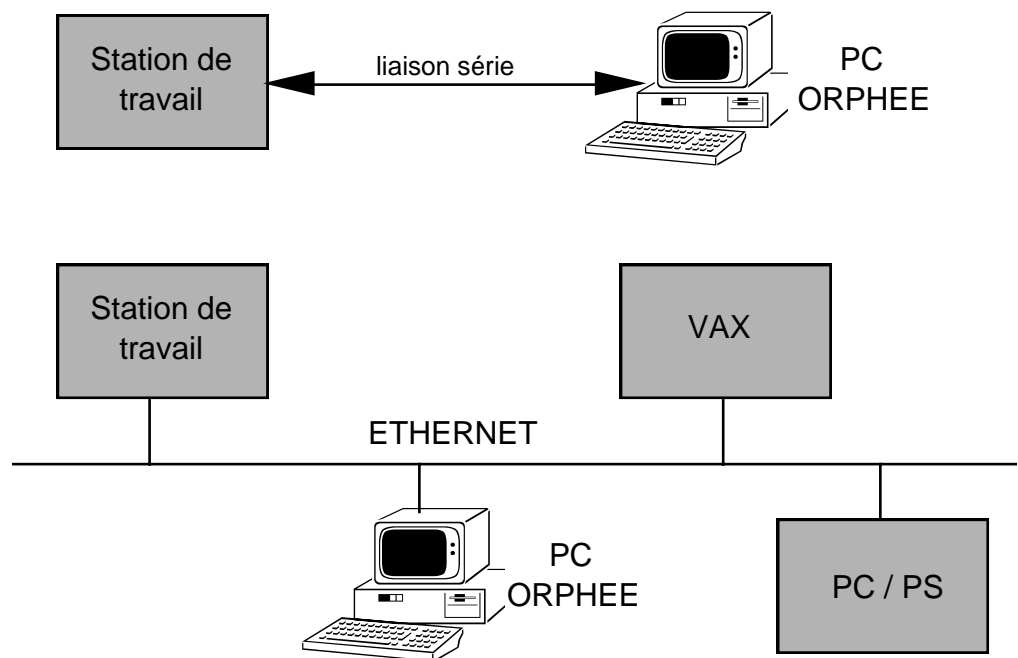 Station de
travail
liaison série
PC
ORPHEE
Station de
travail
VAX
ETHERNET
PC
ORPHEE
PC / PS